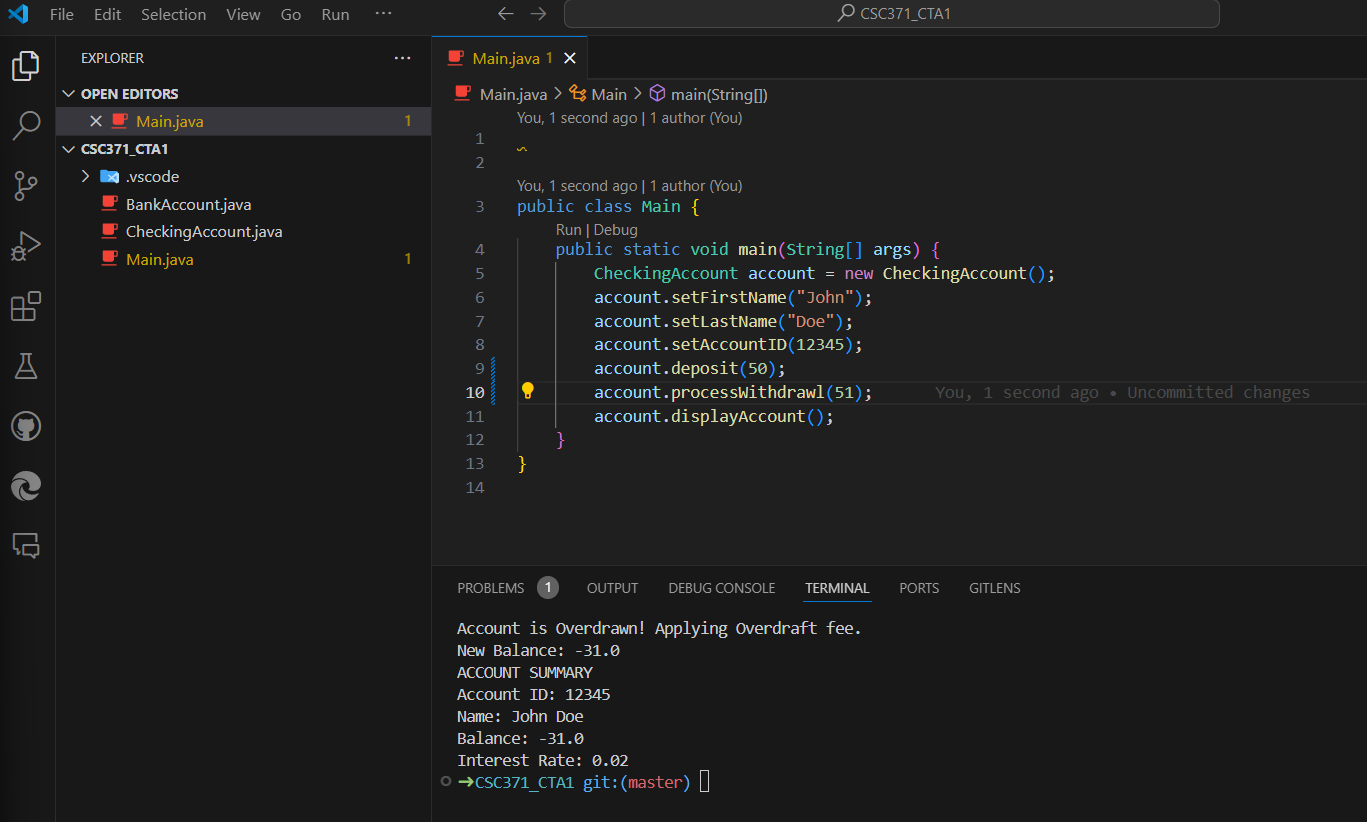 File Edit Selection View Go Run ··· ← → CSC371_CTA1
EXPLORER ···
OPEN EDITORS
Main.java 1
CSC371_CTA1
.vscode
BankAccount.java
CheckingAccount.java
Main.java 1
Main.java 1
Main.java > Main > main(String[])
You, 1 second ago | 1 author (You)
1
2
You, 1 second ago | 1 author (You)
3 public class Main {
Run | Debug
4 public static void main(String[] args) {
5 CheckingAccount account = new CheckingAccount();
6 account.setFirstName("John");
7 account.setLastName("Doe");
8 account.setAccountID(12345);
9 account.deposit(50);
10 account.processWithdrawl(51); You, 1 second ago • Uncommitted changes
11 account.displayAccount();
12 }
13 }
14
PROBLEMS 1 OUTPUT DEBUG CONSOLE TERMINAL PORTS GITLENS
Account is Overdrawn! Applying Overdraft fee.
New Balance: -31.0
ACCOUNT SUMMARY
Account ID: 12345
Name: John Doe
Balance: -31.0
Interest Rate: 0.02
➔CSC371_CTA1 git:(master)